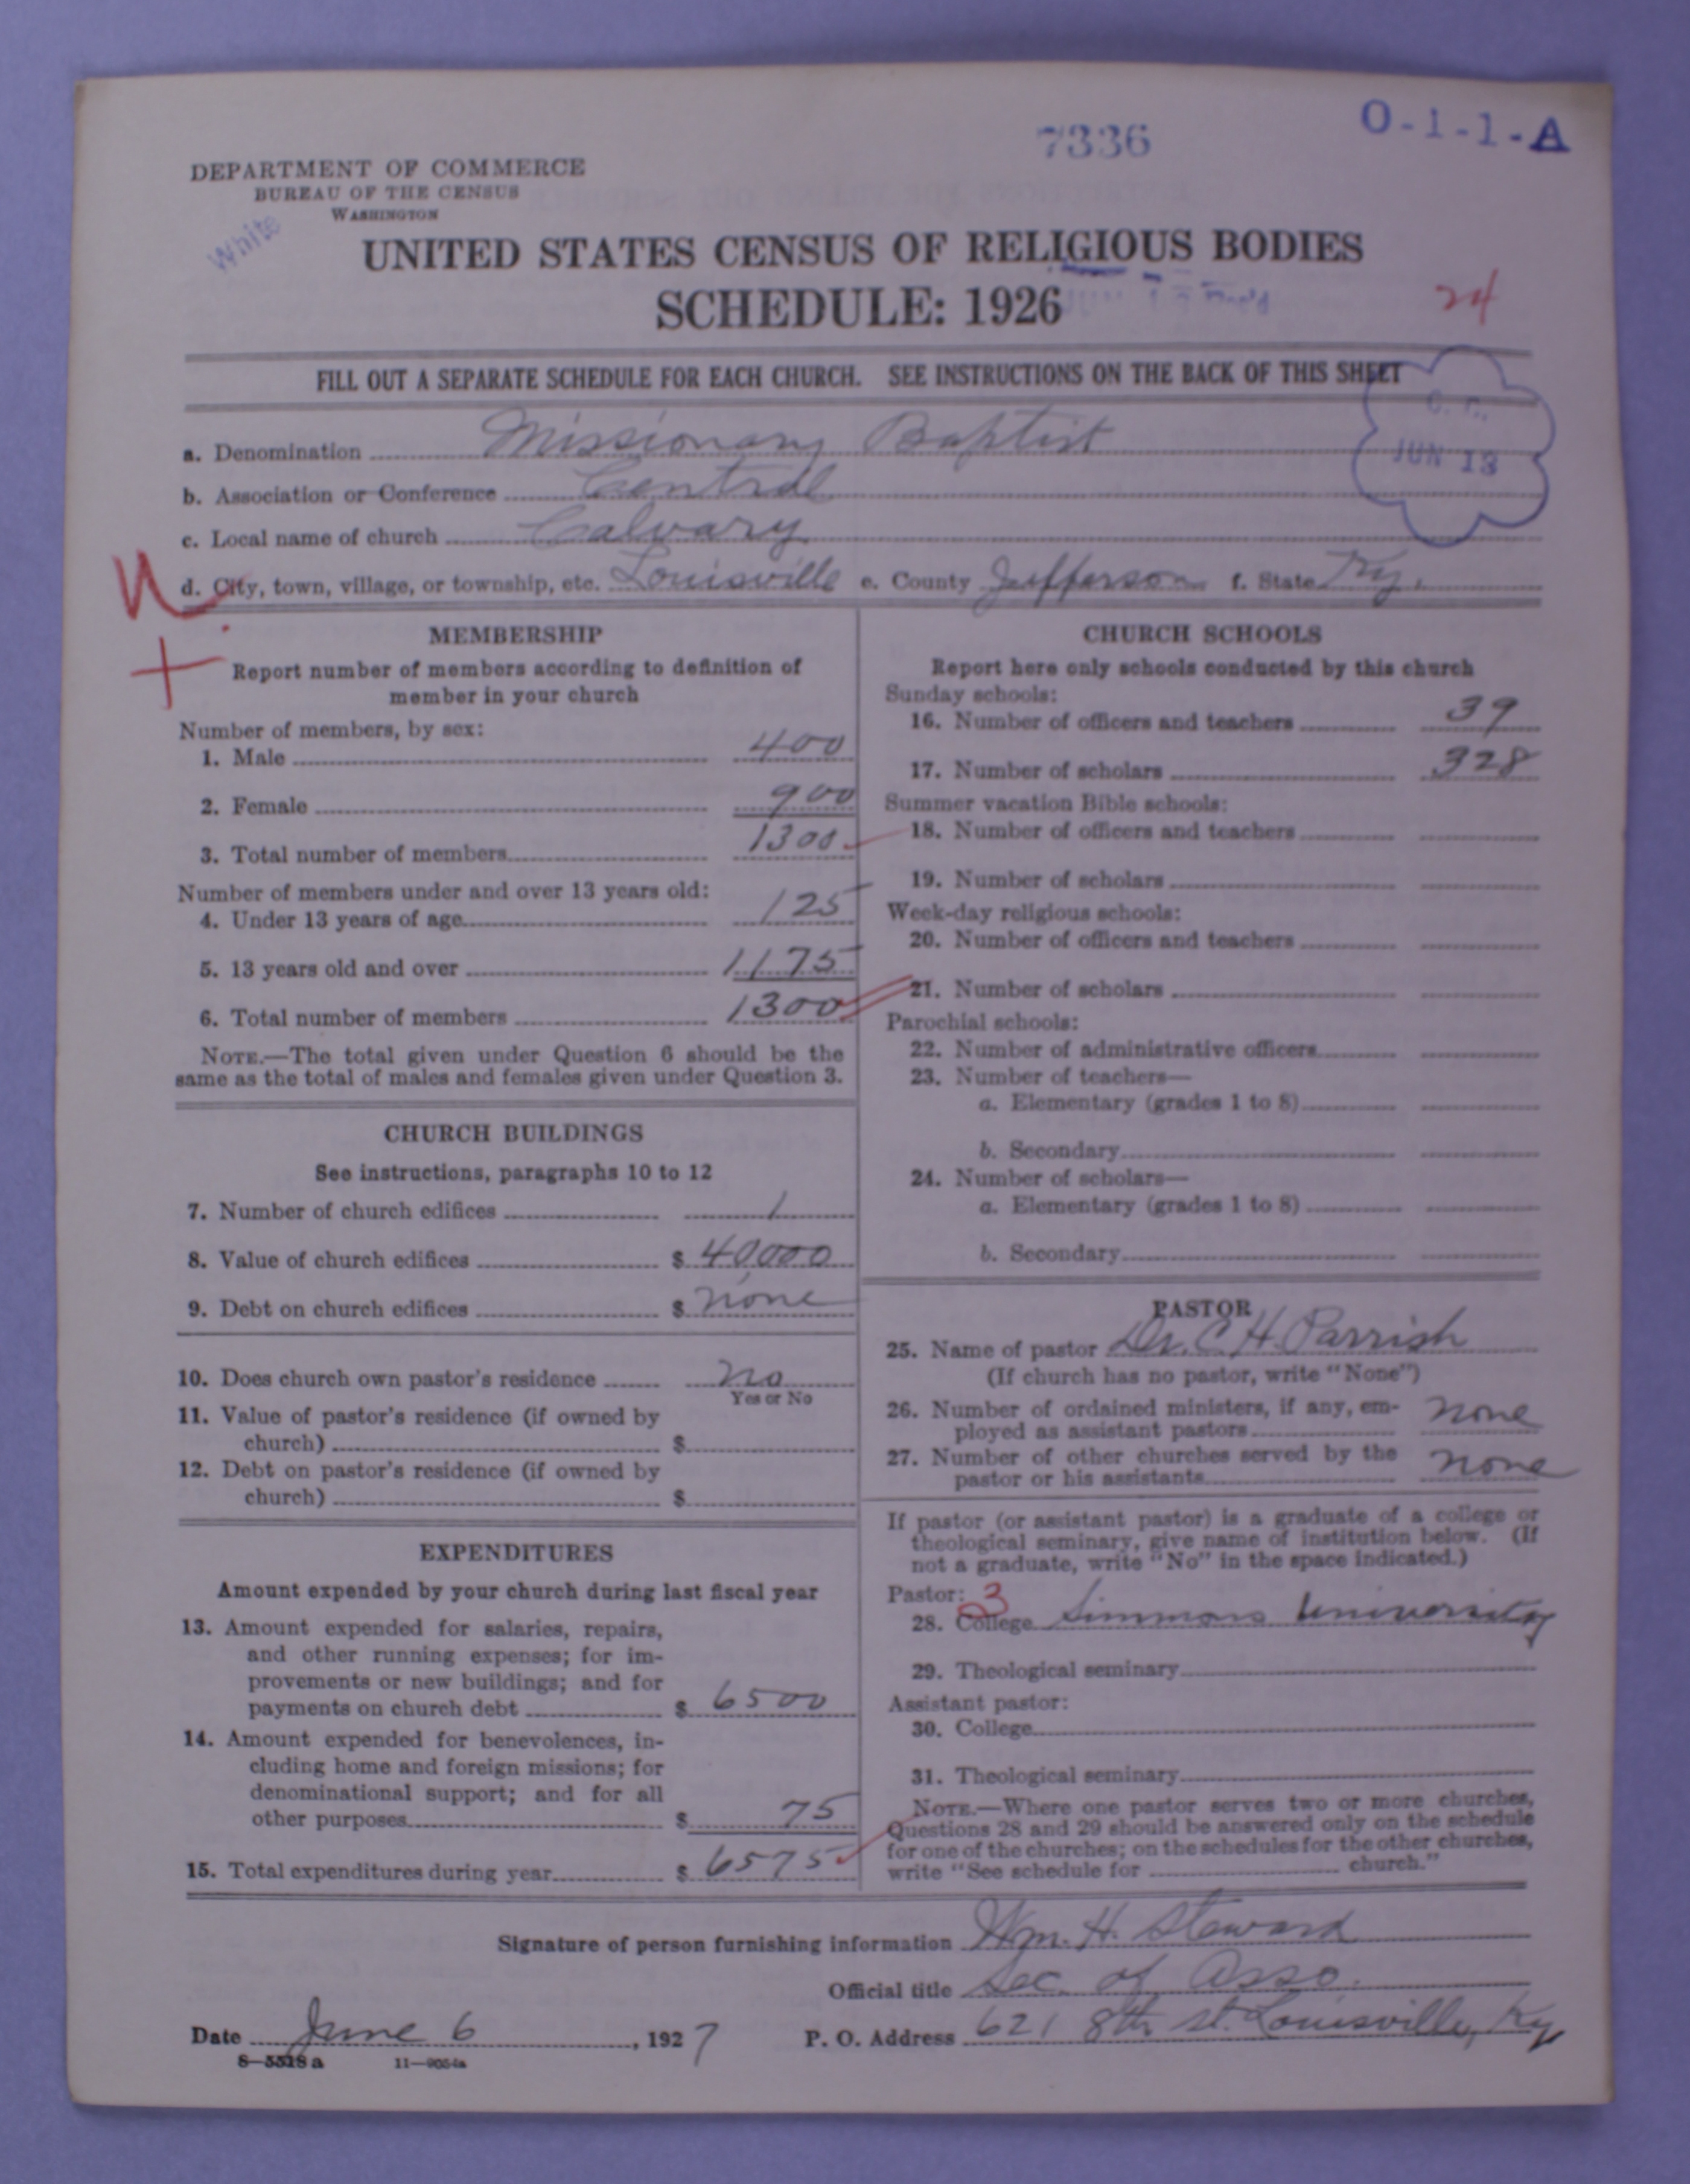 7336
O-1-1-A
DEPARTMENT OF COMMERCE
BUREAU OF THE CENSUS
WASHINGTON
White
UNITED STATES CENSUS OF RELIGIOUS BODIES
SCHEDULE: 1926
24
FILL OUT A SEPARATE SCHEDULE FOR EACH CHURCH. SEE INSTRUCTIONS ON THE BACK OF THIS SHEET
JUN 13
a. Denomination Missionary Baptist
b. Association or Conference Central
c. Local name of church Calvary
d. City, town, village, or township, etc. Louisville e. County Jefferson f. State Ky.
MEMBERSHIP
Report number of members according to definition of
member in your church
Number of members, by sex:
1. Male 400
2. Female 900
3. Total number of members 1300
Number of members under and over 13 years old:
4. Under 13 years of age 125
5. 13 years old and over 1175
6. Total number of members 1300
NOTE.—The total given under Question 6 should be the
same as the total of males and females given under Question 3.
CHURCH BUILDINGS
See instructions, paragraphs 10 to 12
7. Number of church edifices 1
8. Value of church edifices $ 40,000
9. Debt on church edifices $ none
10. Does church own pastor's residence no
Yes or No
11. Value of pastor's residence (if owned by
church) $
12. Debt on pastor's residence (if owned by
church) $
EXPENDITURES
Amount expended by your church during last fiscal year
13. Amount expended for salaries, repairs,
and other running expenses; for im-
provements or new buildings; and for
payments on church debt $ 6500
14. Amount expended for benevolences, in-
cluding home and foreign missions; for
denominational support; and for all
other purposes $ 75
15. Total expenditures during year $ 6575
CHURCH SCHOOLS
Report here only schools conducted by this church
Sunday schools:
16. Number of officers and teachers 39
17. Number of scholars 328
Summer vacation Bible schools:
18. Number of officers and teachers
19. Number of scholars
Week-day religious schools:
20. Number of officers and teachers
21. Number of scholars
Parochial schools:
22. Number of administrative officers
23. Number of teachers—
a. Elementary (grades 1 to 8)
b. Secondary
24. Number of scholars—
a. Elementary (grades 1 to 8)
b. Secondary
PASTOR
25. Name of pastor Dr. C. H. Parrish
(If church has no pastor, write "None")
26. Number of ordained ministers, if any, em-
ployed as assistant pastors none
27. Number of other churches served by the
pastor or his assistants none
If pastor (or assistant pastor) is a graduate of a college or
theological seminary, give name of institution below. (If
not a graduate, write "No" in the space indicated.)
Pastor: 3
28. College Simmons University
29. Theological seminary
Assistant pastor:
30. College
31. Theological seminary
NOTE.—Where one pastor serves two or more churches,
Questions 28 and 29 should be answered only on the schedule
for one of the churches; on the schedules for the other churches,
write "See schedule for church."
Signature of person furnishing information Wm. H. Steward
Official title Sec. of Asso.
Date June 6, 1927 P. O. Address 621 8th st. Louisville, Ky
8—5518 a 11—9054a